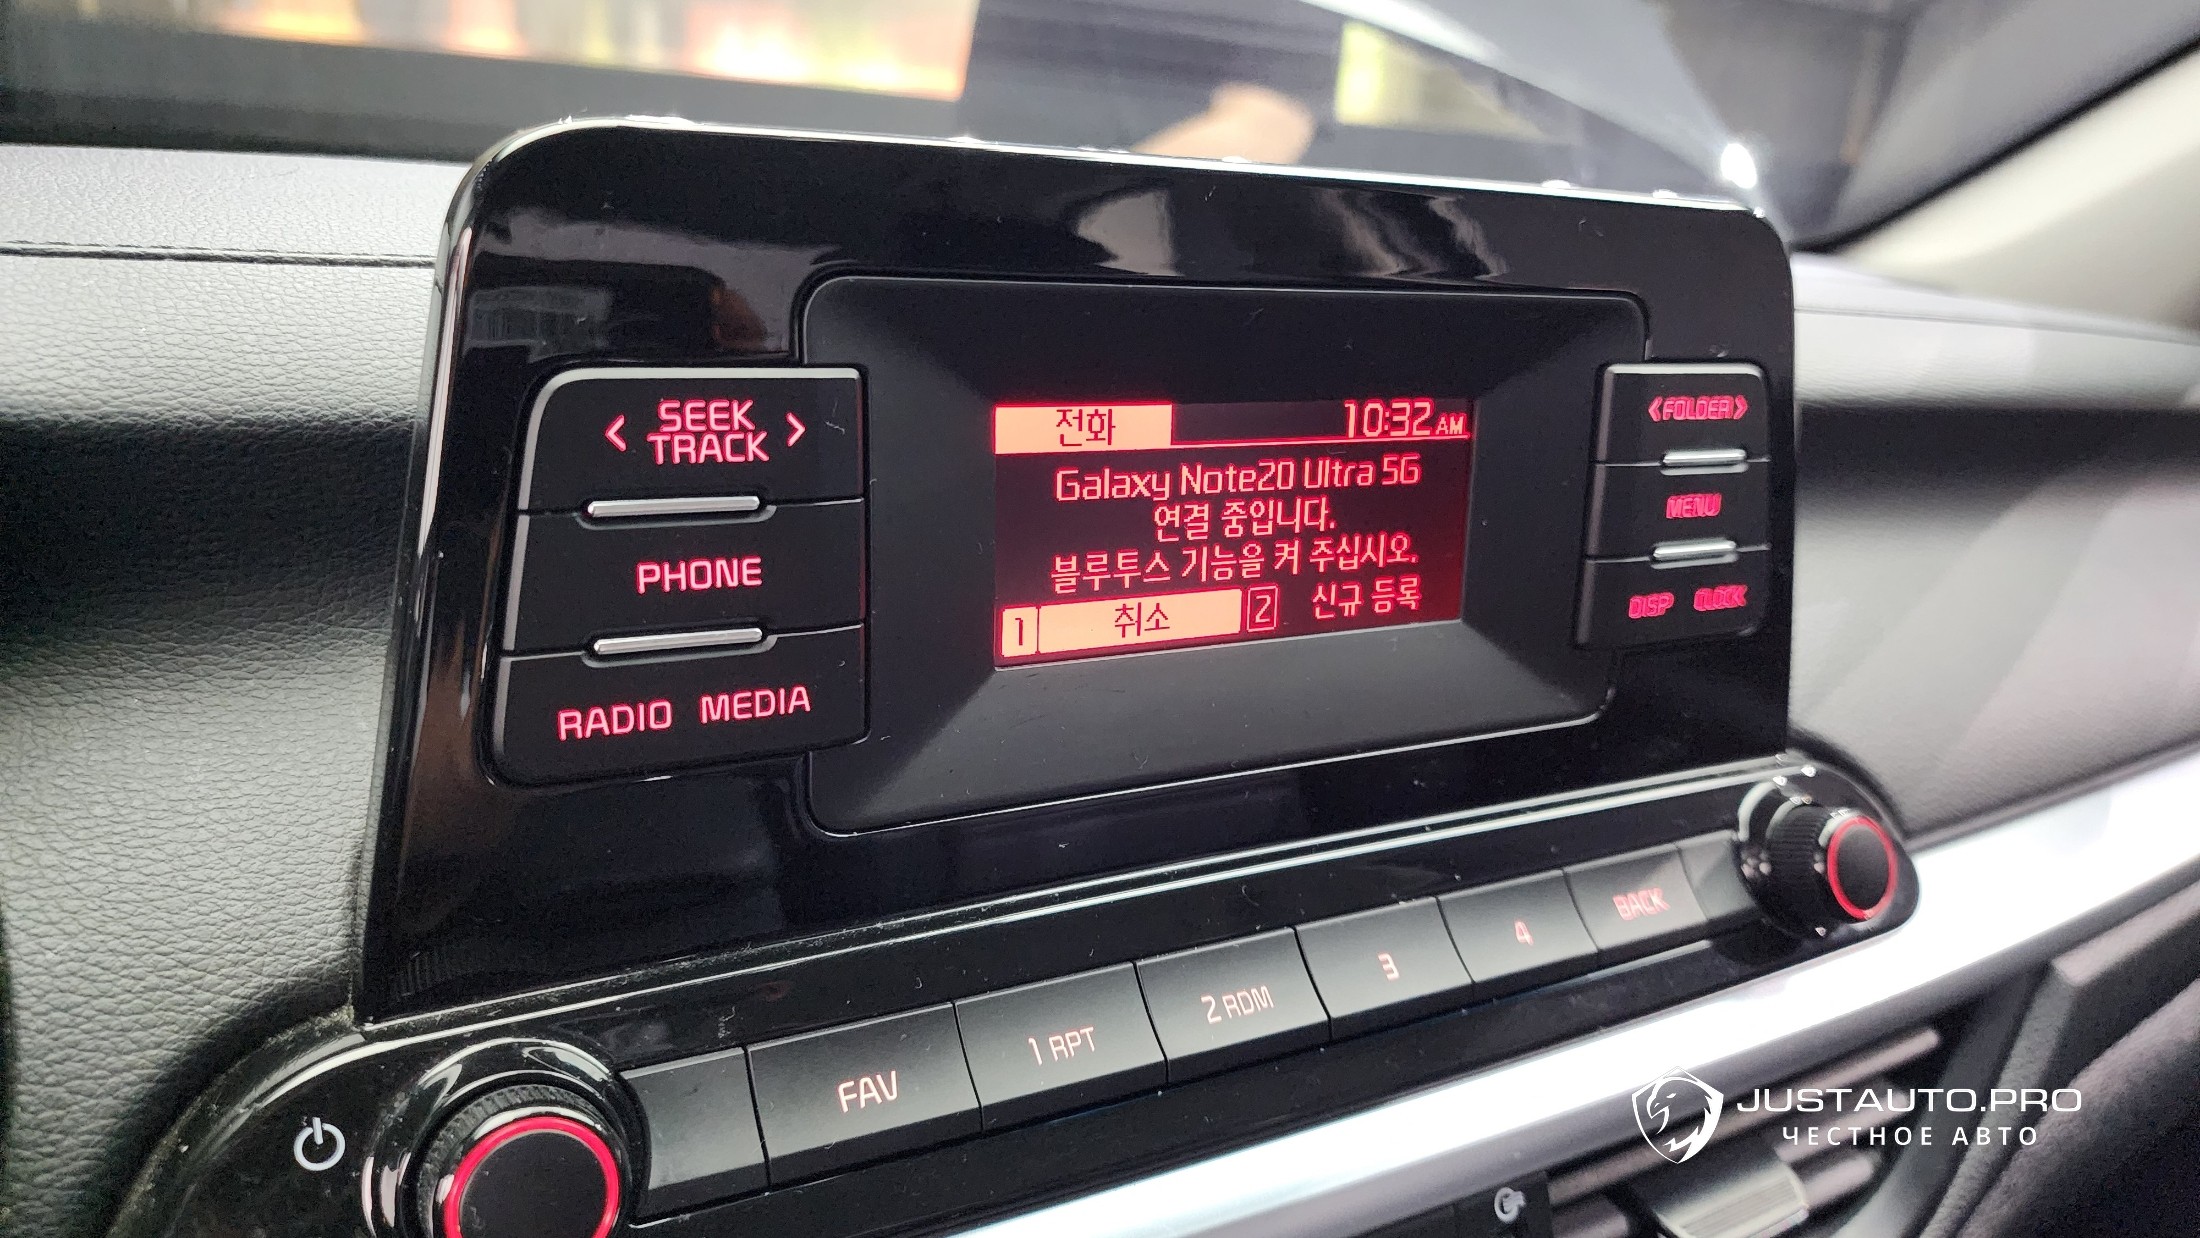 < SEEK TRACK >
PHONE
RADIO MEDIA
전화 10:32 AM
Galaxy Note20 Ultra 5G
연결 중입니다.
블루투스 기능을 켜 주십시오.
1 취소 2 신규 등록
<FOLDER>
MENU
DISP CLOCK
FAV 1 RPT 2 RDM 3 4 BACK
JUSTAUTO.PRO
ЧЕСТНОЕ АВТО